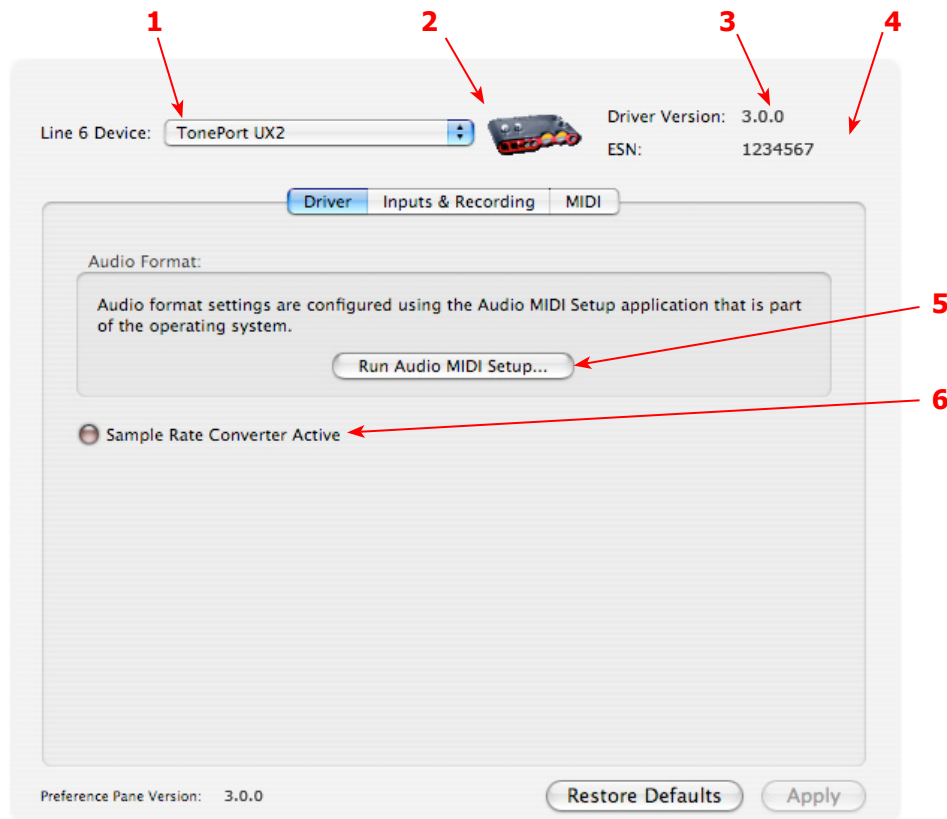 1
2
3
4
Line 6 Device: TonePort UX2
Driver Version: 3.0.0
ESN: 1234567
Driver Inputs & Recording MIDI
Audio Format:
Audio format settings are configured using the Audio MIDI Setup application that is part
of the operating system.
5
Run Audio MIDI Setup...
6
Sample Rate Converter Active
Preference Pane Version: 3.0.0
Restore Defaults
Apply